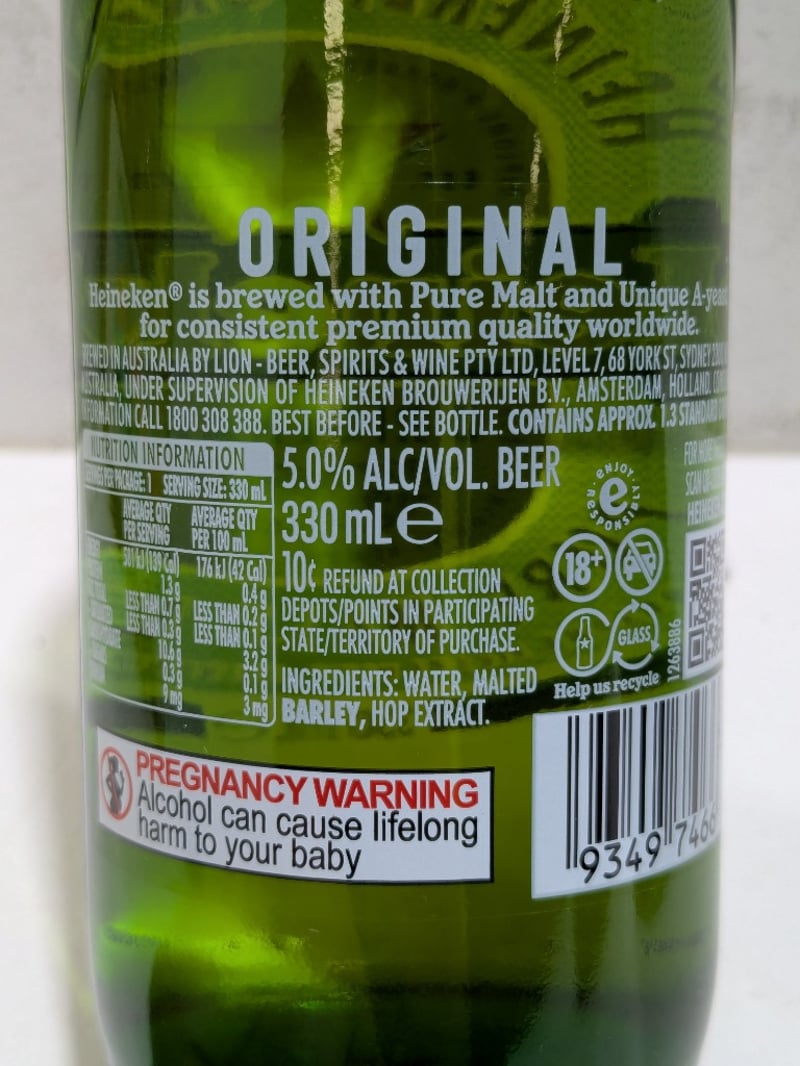 ORIGINAL
Heineken® is brewed with Pure Malt and Unique
for consistent premium quality worldwide.
IN AUSTRALIA BY LION - BEER, SPIRITS & WINE PTY LTD, LEVEL 7, 68 YORK ST, SYDNEY
UNDER SUPERVISION OF HEINEKEN BROUWERIJEN B.V., AMSTERDAM, HOLLAND.
CALL 1800 308 388. BEST BEFORE - SEE BOTTLE. CONTAINS APPROX. 1.3
NUTRITION INFORMATION
PER PACKAGE: 1 SERVING SIZE: 330 mL
AVERAGE QTY PER SERVING
AVERAGE QTY PER 100 mL
(139 Cal) 176 kJ (42 Cal)
1.3 g 0.4 g
LESS THAN 0.7 g LESS THAN 0.2 g
LESS THAN 0.3 g LESS THAN 0.1 g
10.6 g 3.2 g
0.3 g 0.1 g
9 mg 3 mg
5.0% ALC/VOL. BEER
330 mL e
10¢ REFUND AT COLLECTION
DEPOTS/POINTS IN PARTICIPATING
STATE/TERRITORY OF PURCHASE.
INGREDIENTS: WATER, MALTED
BARLEY, HOP EXTRACT.
ENJOY
e
RESPONSIBLY
18+
GLASS
Help us recycle
1263886
SCAN
PREGNANCY WARNING
Alcohol can cause lifelong
harm to your baby
9349 746